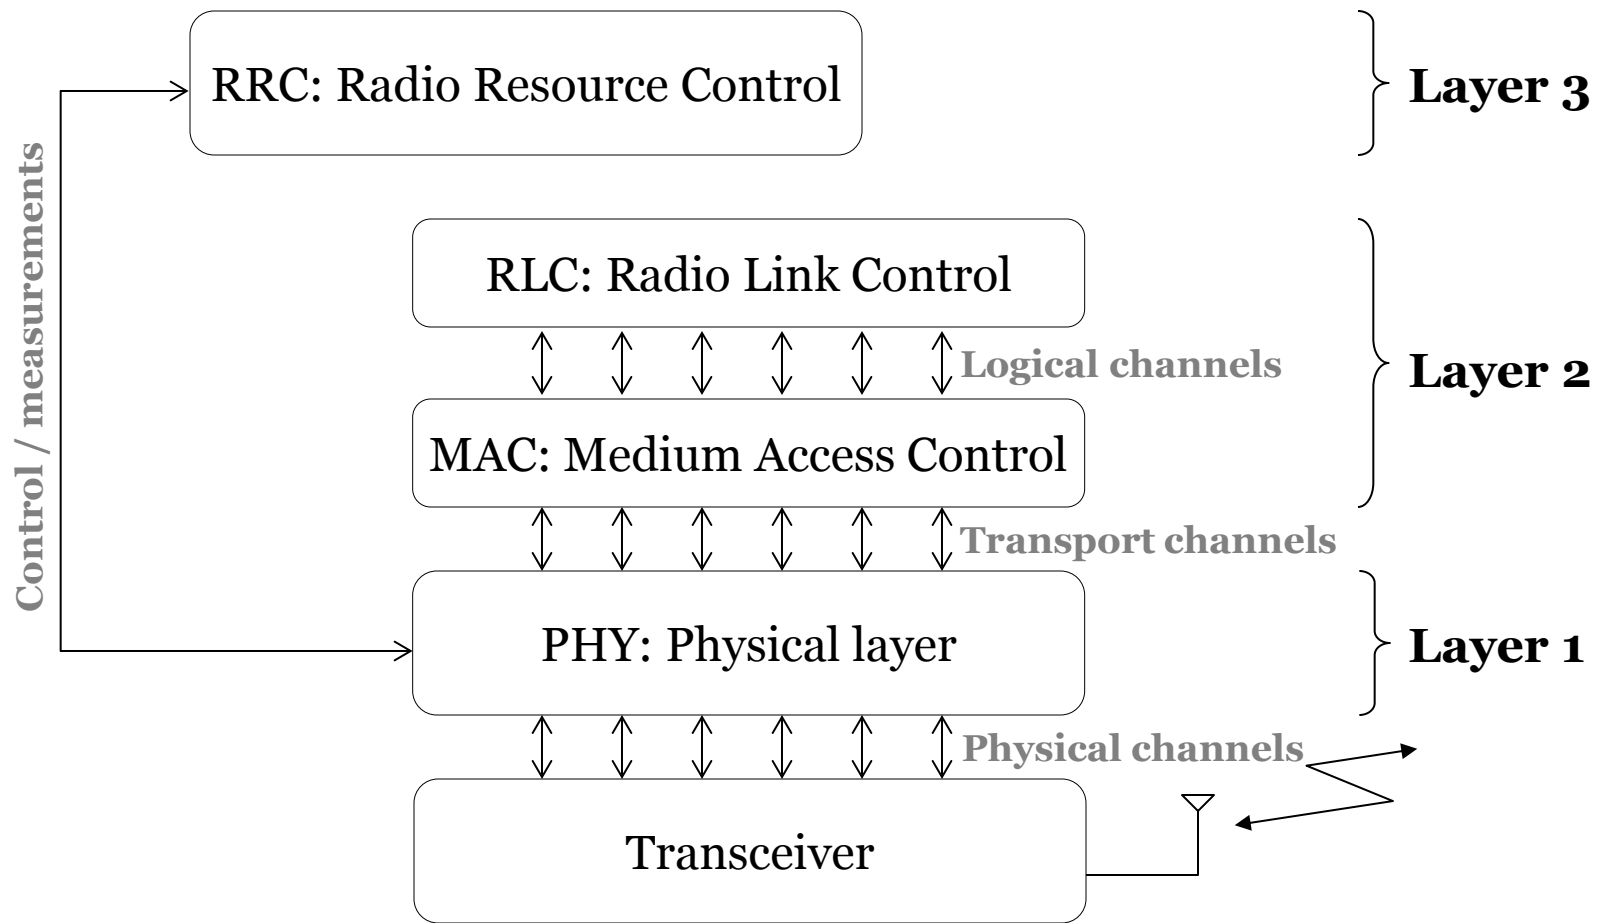 RRC: Radio Resource Control
Layer 3
Control / measurements
RLC: Radio Link Control
Logical channels
Layer 2
MAC: Medium Access Control
Transport channels
PHY: Physical layer
Layer 1
Physical channels
Transceiver